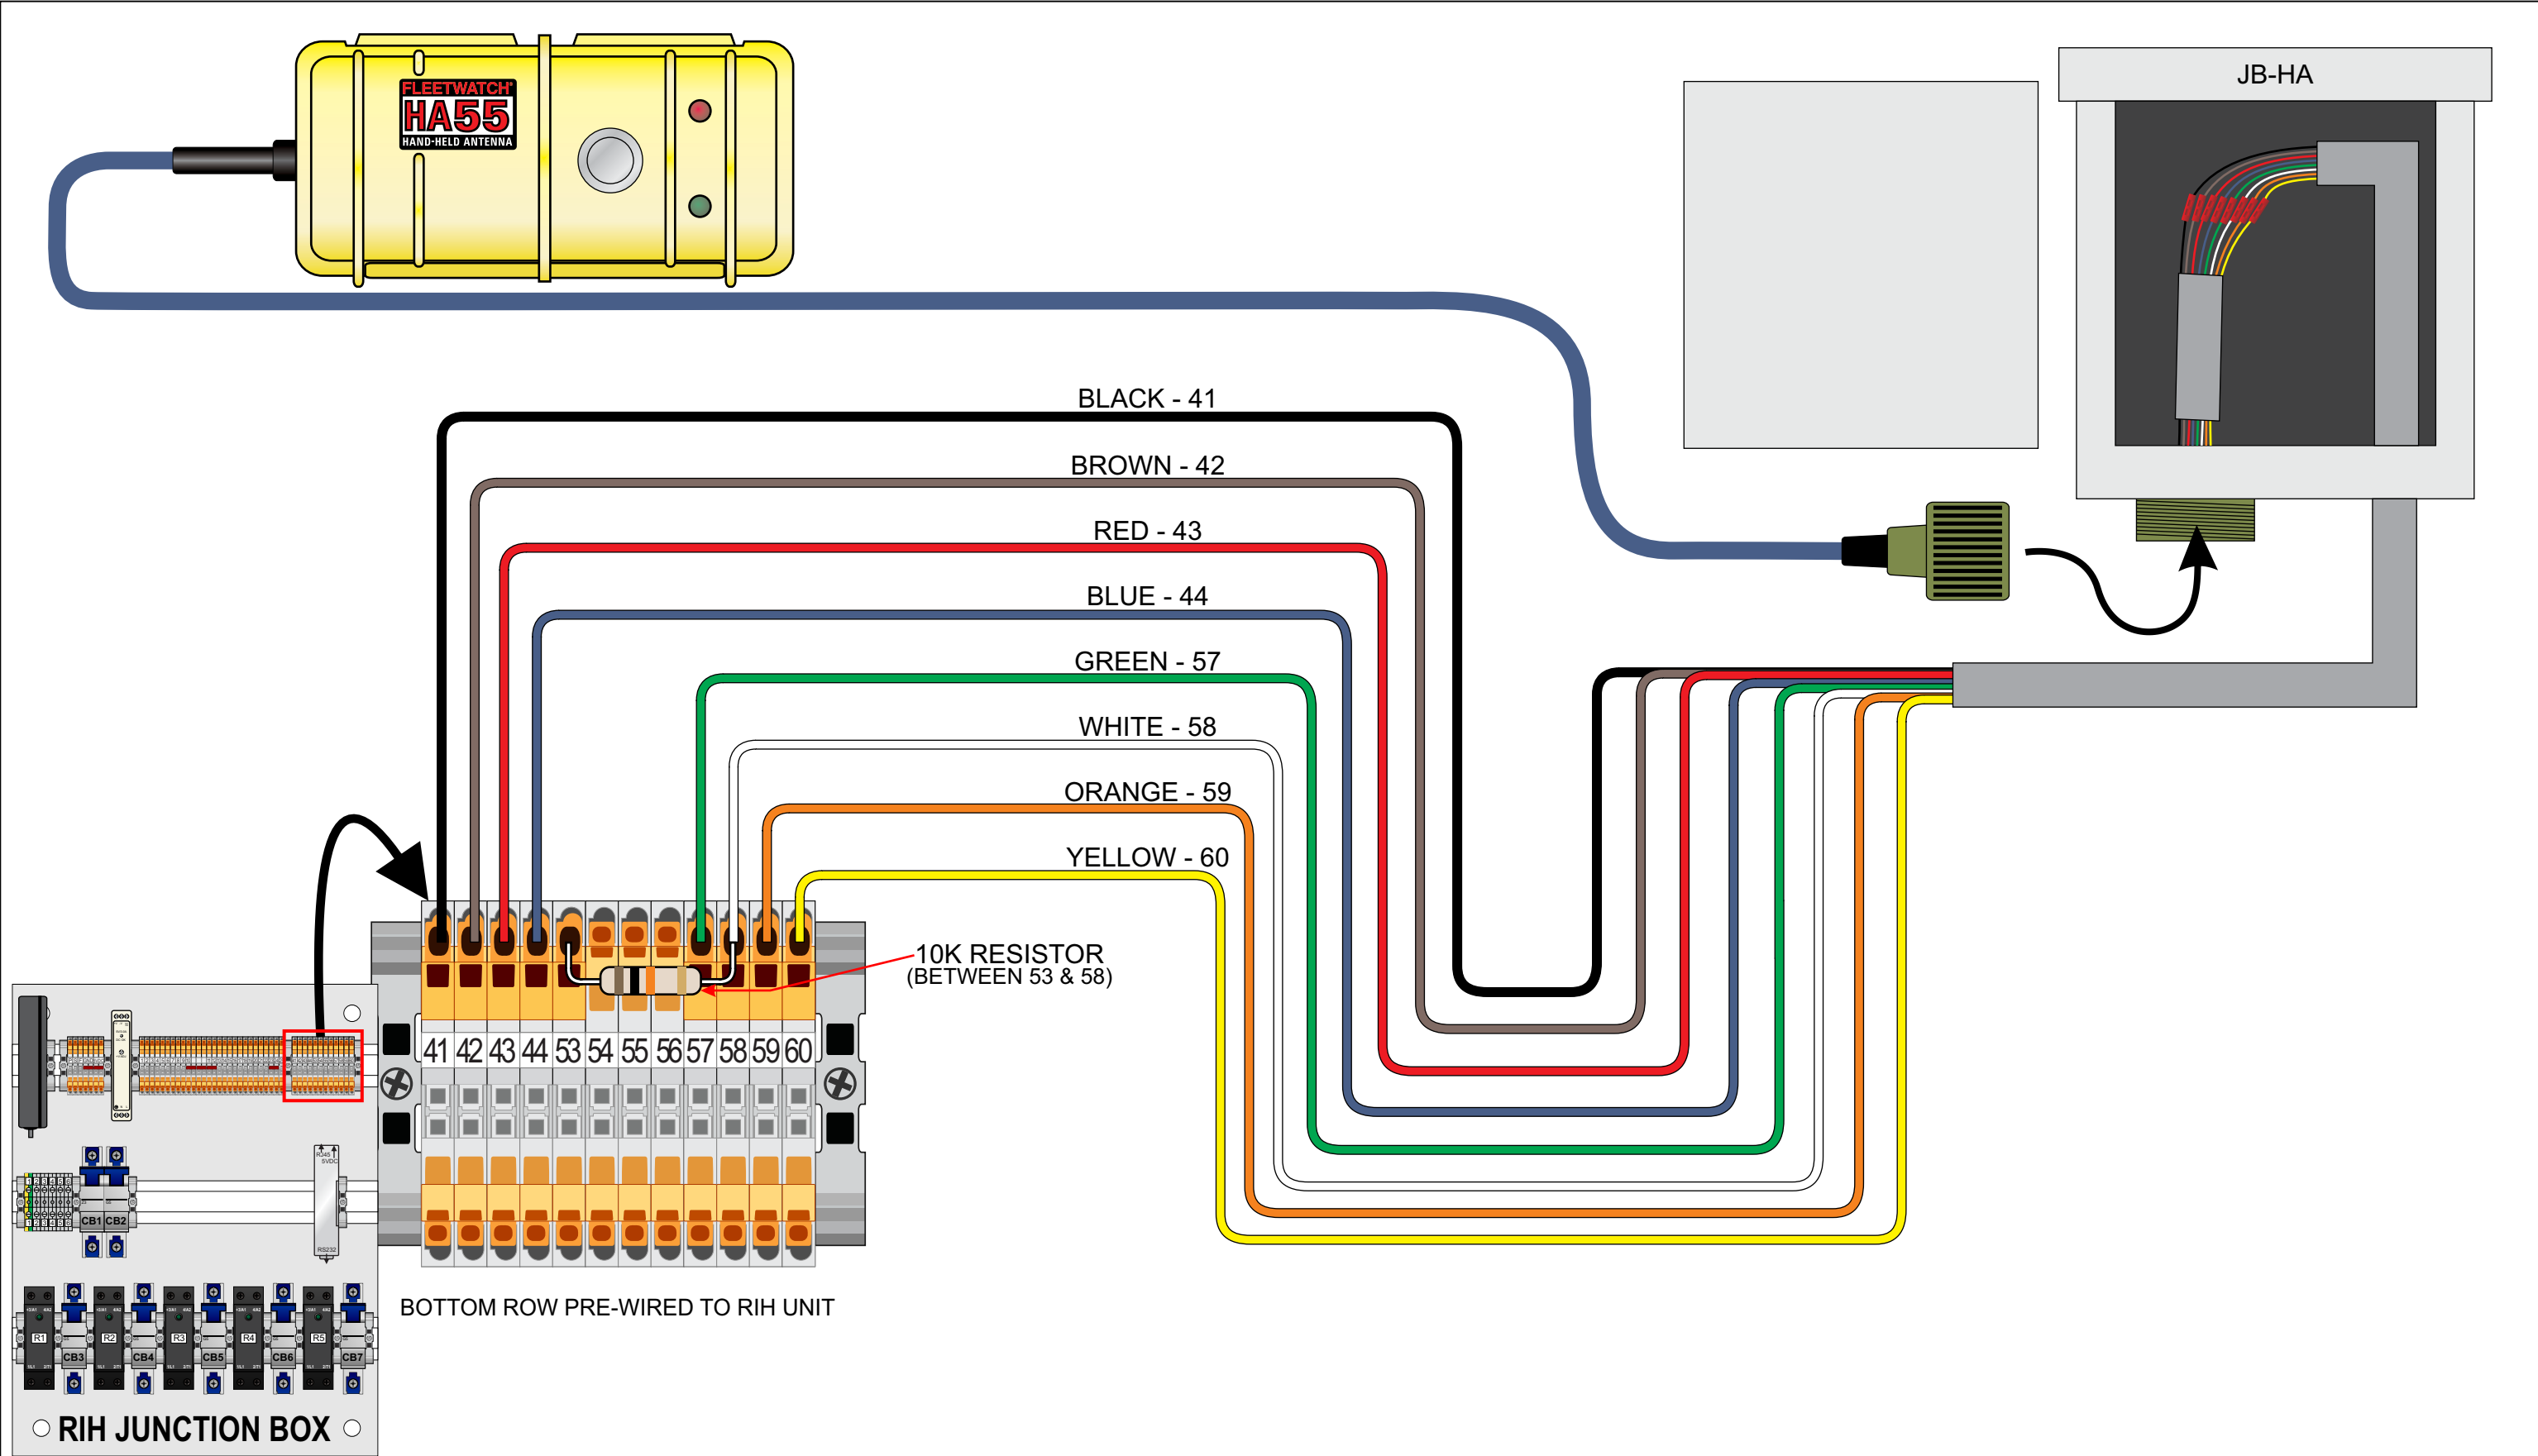 FLEETWATCH®
HA55
HAND-HELD ANTENNA
JB-HA
BLACK - 41
BROWN - 42
RED - 43
BLUE - 44
GREEN - 57
WHITE - 58
ORANGE - 59
YELLOW - 60
10K RESISTOR
(BETWEEN 53 & 58)
41 42 43 44 53 54 55 56 57 58 59 60
RJ45
5VDC
CB1 CB2
RS232
BOTTOM ROW PRE-WIRED TO RIH UNIT
R1 R2 R3 R4 R5
CB3 CB4 CB5 CB6 CB7
RIH JUNCTION BOX